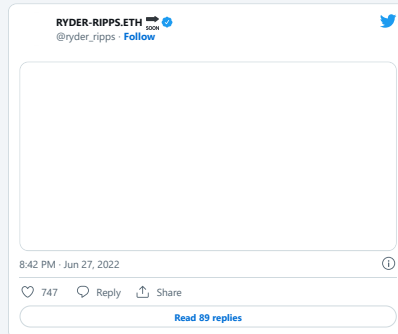 RYDER-RIPPS.ETH SOON
@ryder_ripps · Follow
8:42 PM · Jun 27, 2022
747 Reply Share
Read 89 replies